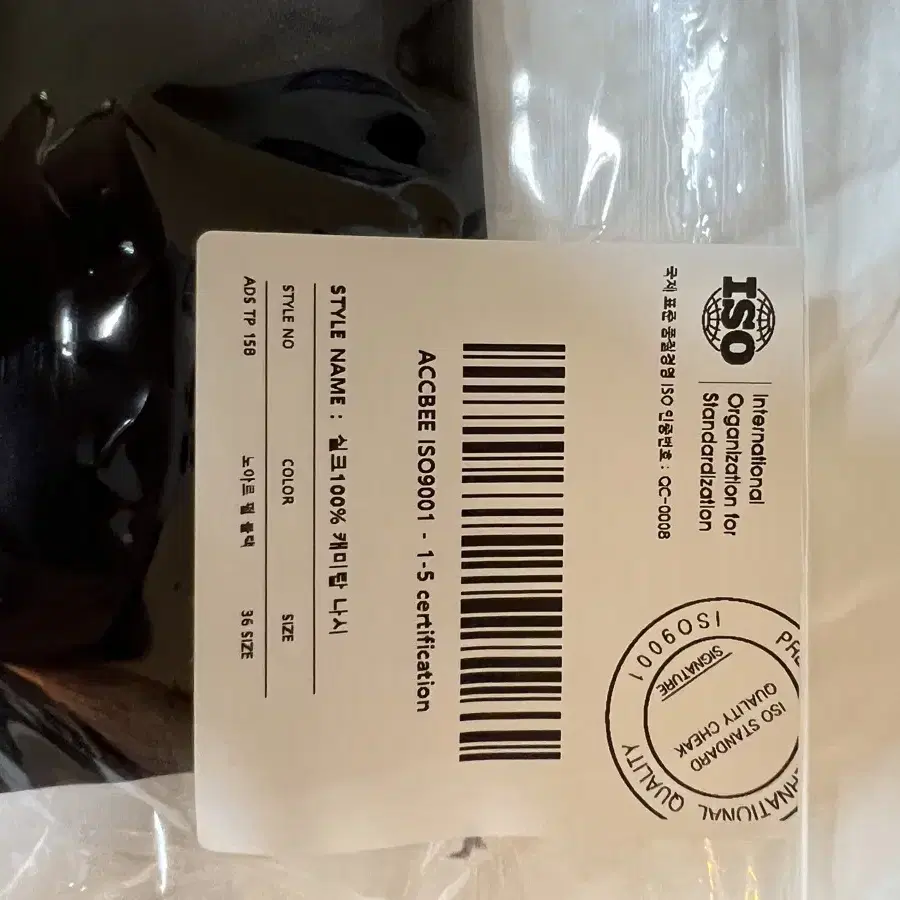 ISO
International
Organization for
Standardization
국제 표준 품질경영 ISO 인증번호 : QC-0008
ISO9001
QUALITY
SIGNATURE
ISO STANDARD
QUALITY CHEAK
ACCBEE ISO9001 - 1-5 certification
STYLE NAME : 실크100% 캐미탑 나시
STYLE NO COLOR SIZE
ADS TP 158 노아르 필 블랙 36 SIZE